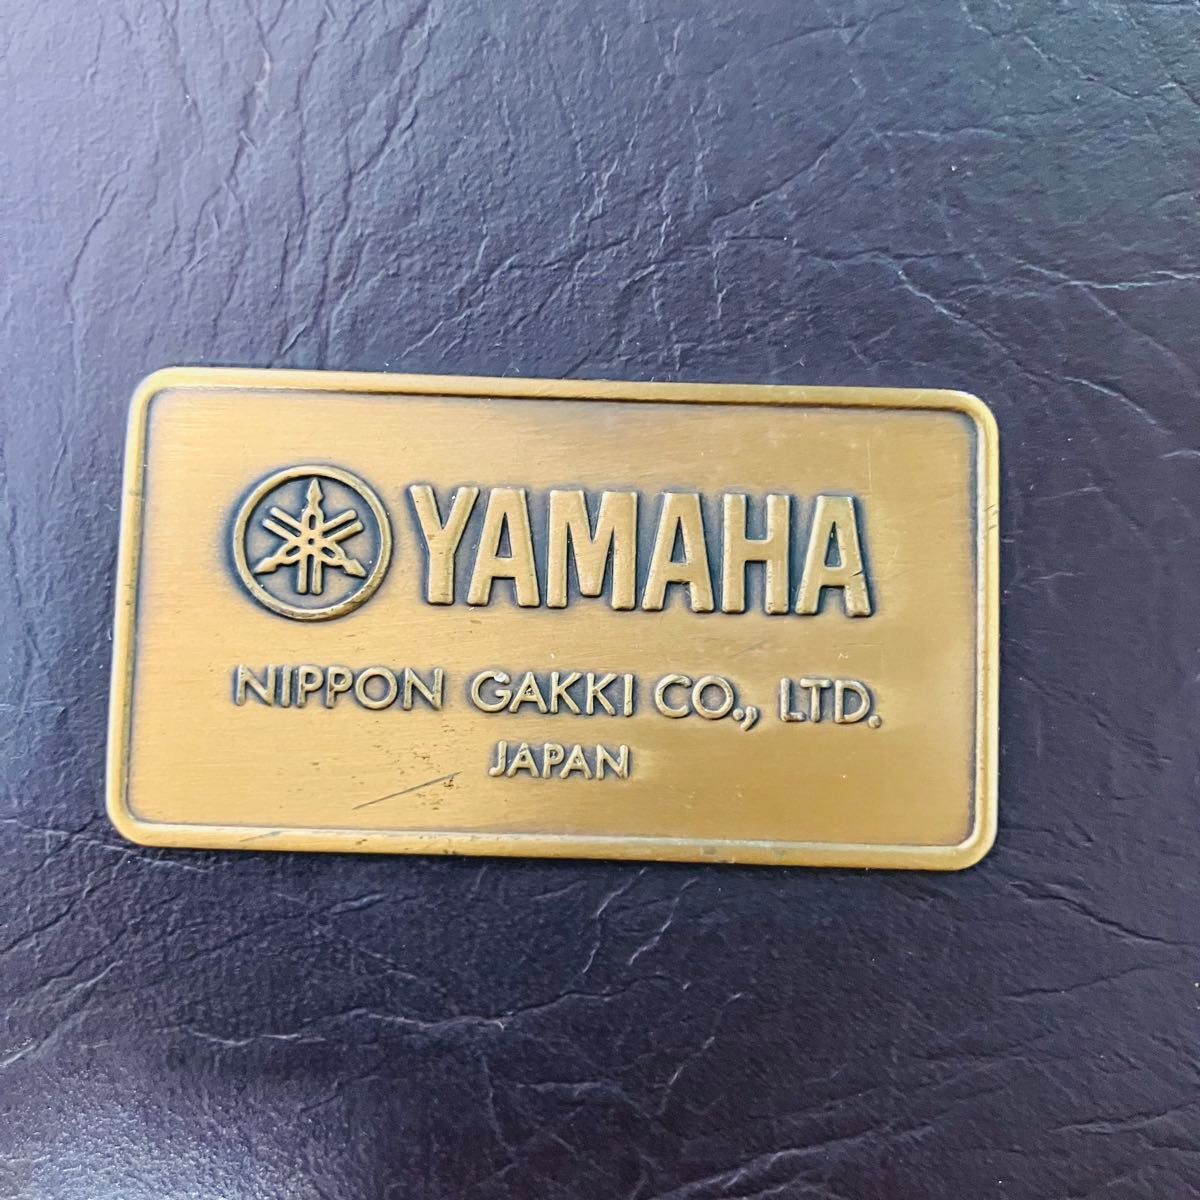 YAMAHA
NIPPON GAKKI CO., LTD.
JAPAN